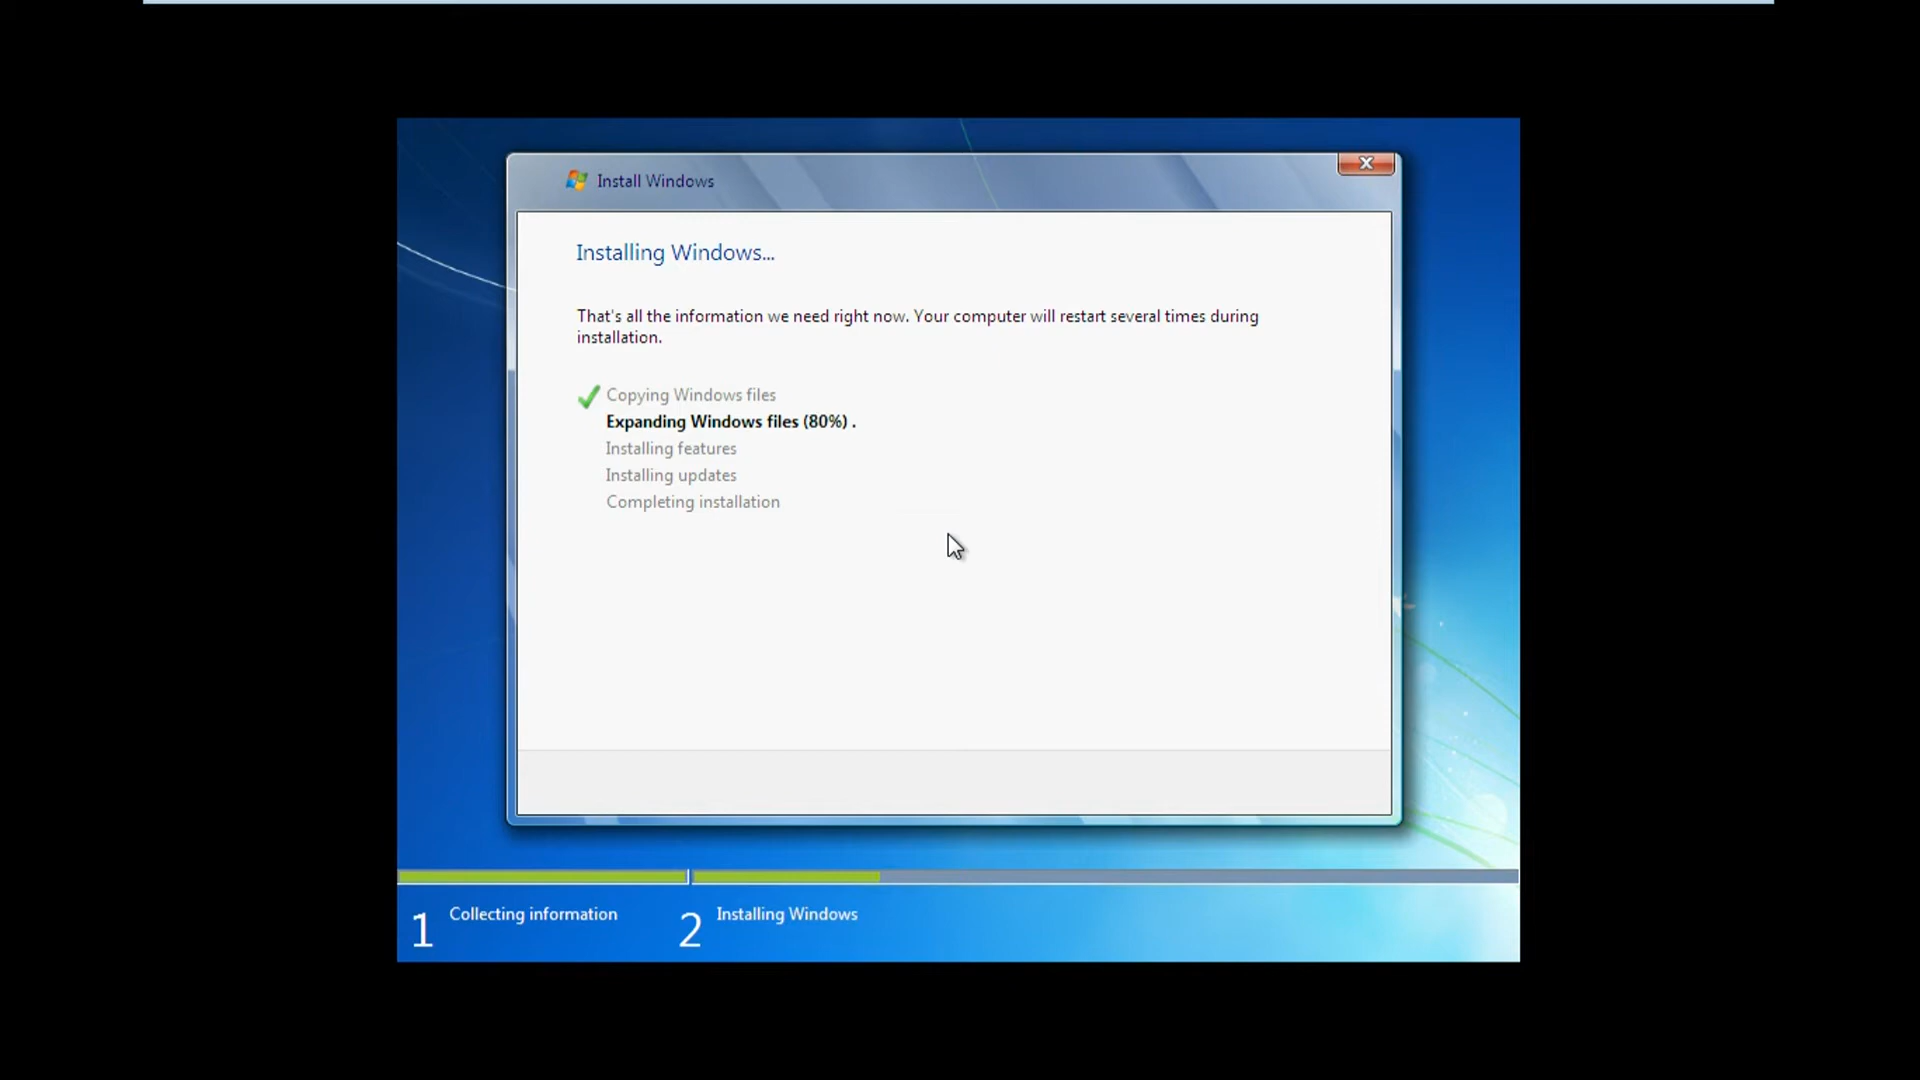 Install Windows
Installing Windows...
That's all the information we need right now. Your computer will restart several times during
installation.
Copying Windows files
Expanding Windows files (80%) .
Installing features
Installing updates
Completing installation
1 Collecting information
2 Installing Windows